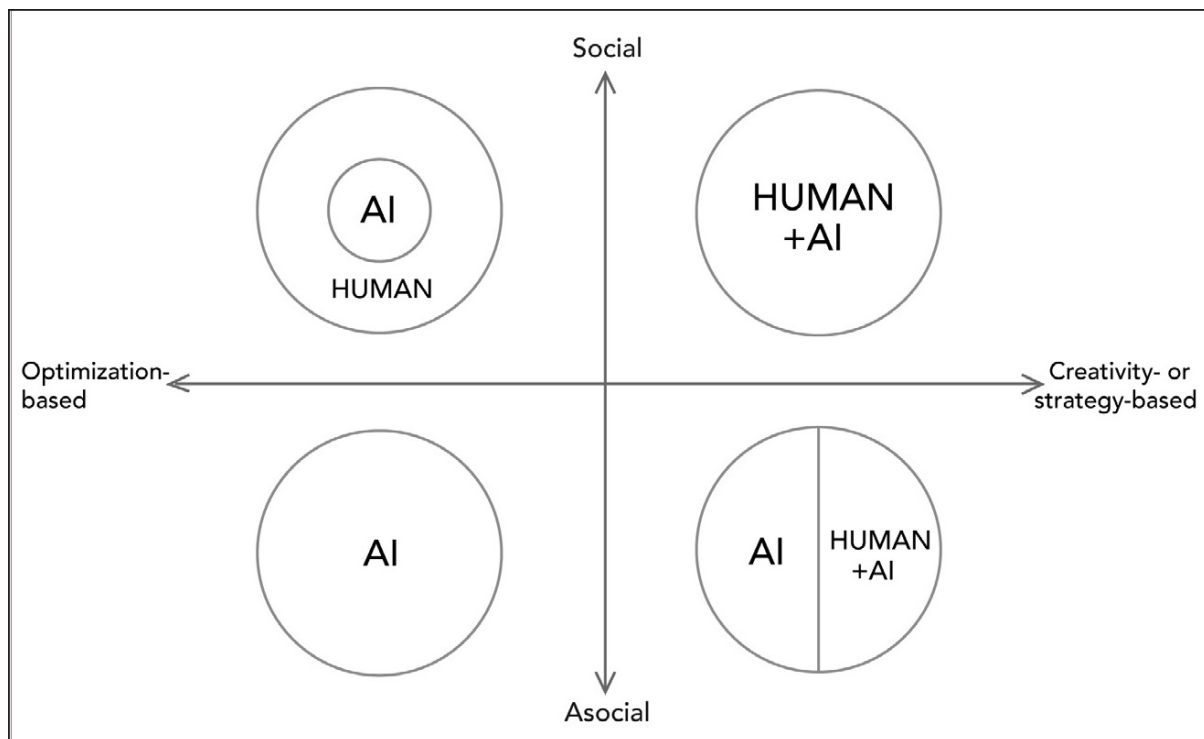 Social
AI
HUMAN
HUMAN
+AI
Optimization-
based
Creativity- or
strategy-based
AI
AI
HUMAN
+AI
Asocial